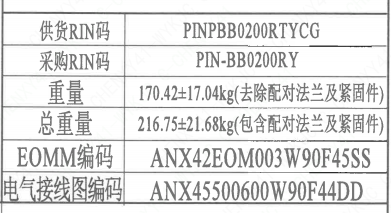 供货RIN码 PINPBB0200RTYCG
采购RIN码 PIN-BB0200RY
重量 170.42±17.04kg(去除配对法兰及紧固件)
总重量 216.75±21.68kg(包含配对法兰及紧固件)
EOMM编码 ANX42EOM003W90F45SS
电气接线图编码 ANX45500600W90F44DD